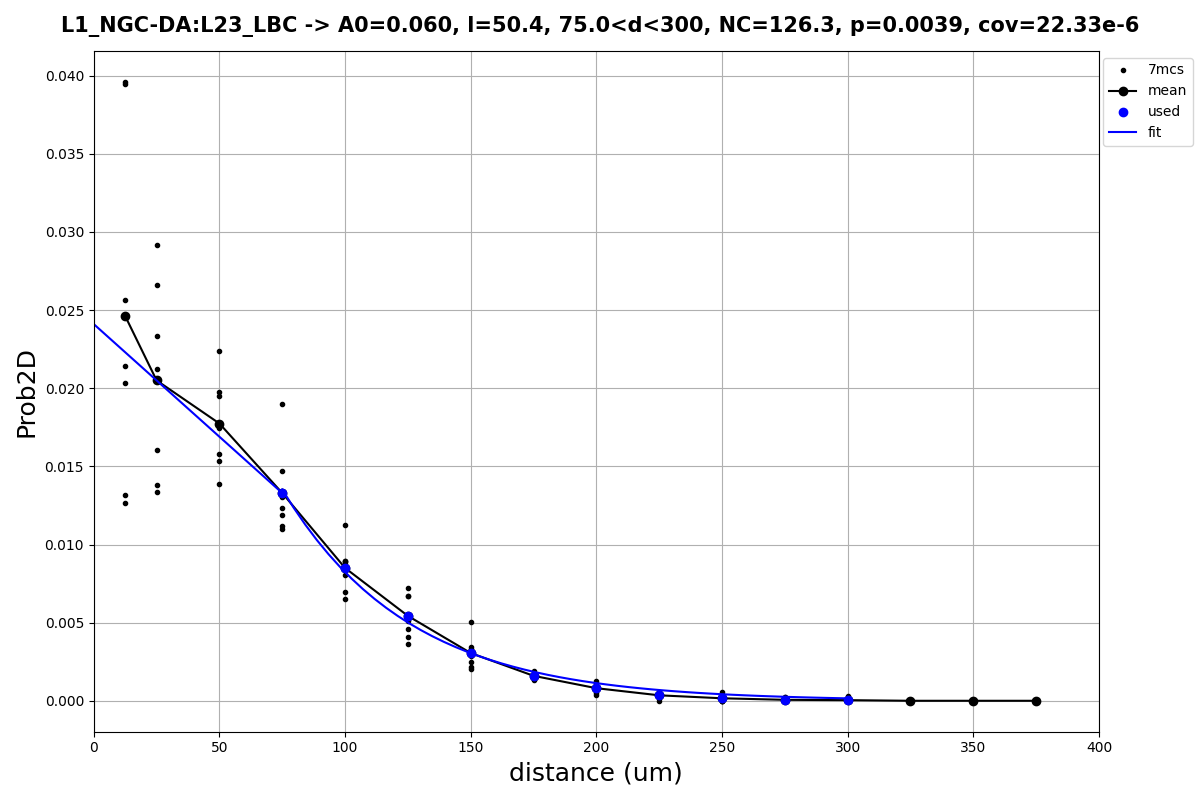 L1_NGC-DA:L23_LBC -> A0=0.060, l=50.4, 75.0<d<300, NC=126.3, p=0.0039, cov=22.33e-6
7mcs
mean
used
fit
0.040
0.035
0.030
0.025
0.020
0.015
0.010
0.005
0.000
Prob2D
0 50 100 150 200 250 300 350 400
distance (um)